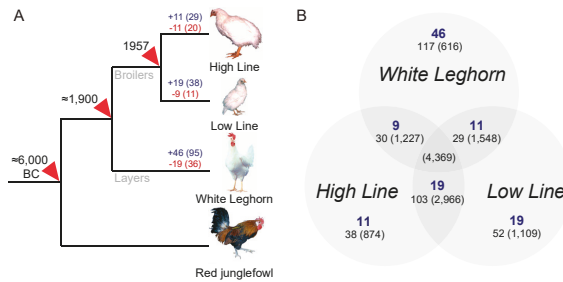 A
1957
Broilers
+11 (29)
-11 (20)
High Line
+19 (38)
-9 (11)
Low Line
≈1,900
Layers
+46 (95)
-19 (36)
White Leghorn
≈6,000
BC
Red junglefowl
B
46
117 (616)
White Leghorn
9
30 (1,227)
11
29 (1,548)
(4,369)
High Line
19
103 (2,966)
Low Line
11
38 (874)
19
52 (1,109)